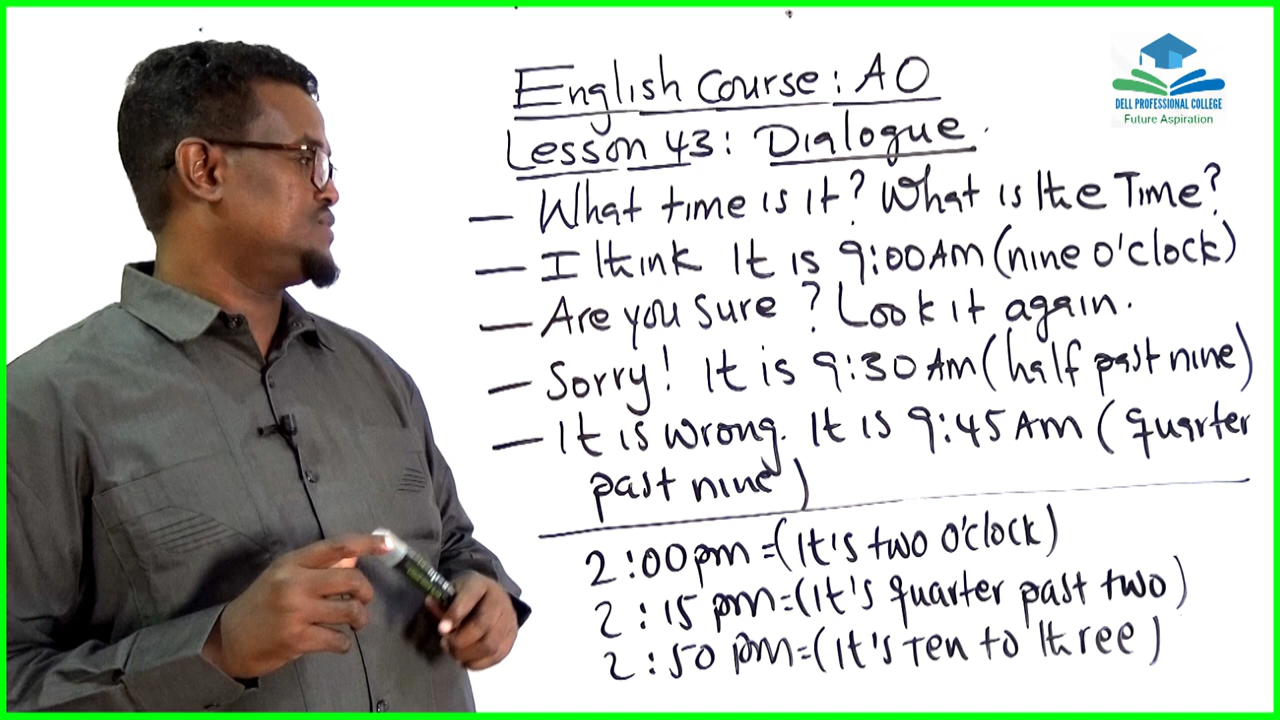 English Course: AO
Lesson 43: Dialogue.
— What time is it? What is the Time?
— I think It is 9:00AM (nine o'clock)
— Are you sure? Look it again.
— Sorry! It is 9:30 AM (half past nine)
— It is wrong. It is 9:45 AM (quarter
past nine)
2:00pm=(It's two o'clock)
2:15 pm=(It's quarter past two)
2:50 pm=(It's Ten to three)
DELL PROFESSIONAL COLLEGE
Future Aspiration